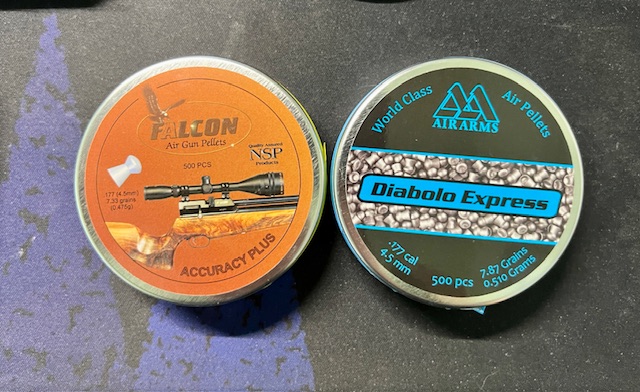 FALCON
Air Gun Pellets
500 PCS
Quality Assured
NSP
Products
.177 (4.5mm)
7.33 grains
(0.475g)
ACCURACY PLUS
World Class
Air Pellets
AIR ARMS
Diabolo Express
.177 Cal
4.5 mm
500 pcs
7.87 Grains
0.510 Grams